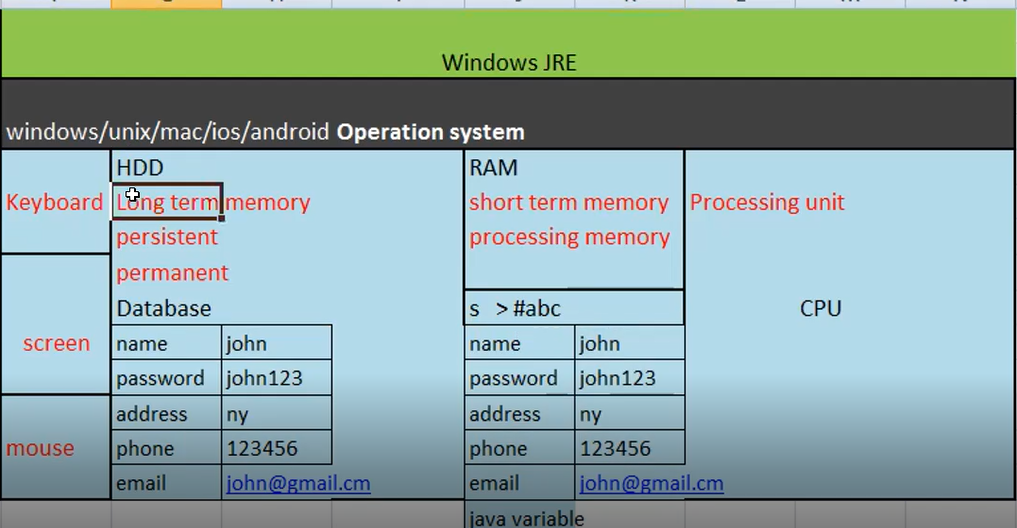 Windows JRE
windows/unix/mac/ios/android Operation system
HDD RAM
Keyboard Long term memory short term memory Processing unit
persistent processing memory
permanent
Database s > #abc CPU
screen name john name john
password john123 password john123
address ny address ny
mouse phone 123456 phone 123456
email john@gmail.cm email john@gmail.cm
java variable